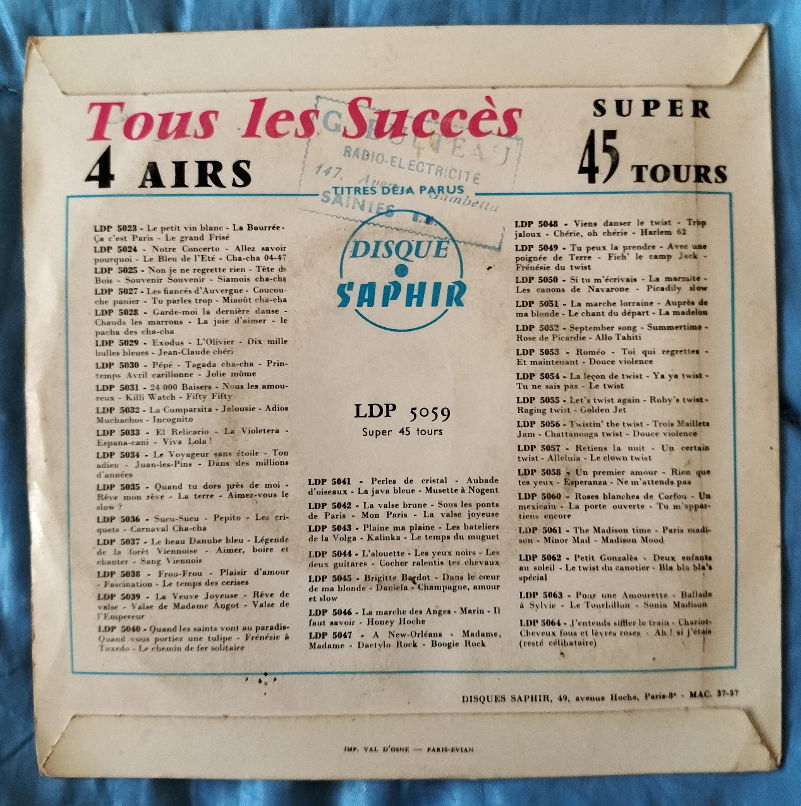 Tous les Succès
SUPER
4 AIRS
45 TOURS
RADIO-ELECTRICITÉ
147,
Gambetta
SAINTES
TITRES DÉJA PARUS
LDP 5023 - Le petit vin blanc - La Bourrée -
Ça c'est Paris - Le grand Frisé
LDP 5024 - Notre Concerto - Allez savoir
pourquoi - Le Bleu de l'Eté - Cha-cha 04-47
LDP 5025 - Non je ne regrette rien - Tête de
Bois - Souvenir Souvenir - Siamois cha-cha
LDP 5027 - Les fiancés d'Auvergne - Coucou-
che panier - Tu parles trop - Miaoût cha-cha
LDP 5028 - Garde-moi la dernière danse -
Chauds les marrons - La joie d'aimer - le
pacha des cha-cha
LDP 5029 - Exodus - L'Olivier - Dix mille
bulles bleues - Jean-Claude chéri
LDP 5030 - Pépé - Tagada cha-cha - Prin-
temps Avril carillonne - Jolie môme
LDP 5031 - 24 000 Baisers - Nous les amou-
reux - Killi Watch - Fifty Fifty
LDP 5032 - La Cumparsita - Jalousie - Adios
Muchachos - Incognito
LDP 5033 - El Relicario - La Violetera -
Espana-cani - Viva Lola !
LDP 5034 - Le Voyageur sans étoile - Ton
adieu - Juan-les-Pins - Dans des millions
d'années
LDP 5035 - Quand tu dors près de moi -
Rêve mon rêve - La terre - Aimez-vous le
slow ?
LDP 5036 - Sucu-Sucu - Pepito - Les cri-
quets - Carnaval Cha-cha
LDP 5037 - Le beau Danube bleu - Légende
de la forêt Viennoise - Aimer, boire et
chanter - Sang Viennois
LDP 5038 - Frou-Frou - Plaisir d'amour
- Fascination - Le temps des cerises
LDP 5039 - La Veuve Joyeuse - Rêve de
valse - Valse de Madame Angot - Valse de
l'Empereur
LDP 5040 - Quand les saints vont au paradis-
Quand vous portiez une tulipe - Frénésie à
Tuxedo - Le chemin de fer solitaire
DISQUE
SAPHIR
LDP 5059
Super 45 tours
LDP 5041 - Perles de cristal - Aubade
d'oiseaux - La java bleue - Musette à Nogent
LDP 5042 - La valse brune - Sous les ponts
de Paris - Mon Paris - La valse joyeuse
LDP 5043 - Plaine ma plaine - Les bateliers
de la Volga - Kalinka - Le temps du muguet
LDP 5044 - L'alouette - Les yeux noirs - Les
deux guitares - Cocher ralentis tes chevaux
LDP 5045 - Brigitte Bardot - Dans le cœur
de ma blonde - Daniela - Champagne, amour
et slow
LDP 5046 - La marche des Anges - Marin - Il
faut savoir - Honey Hoche
LDP 5047 - A New-Orléans - Madame,
Madame - Dactylo Rock - Boogie Rock
LDP 5048 - Viens danser le twist - Trop
jaloux - Chérie, oh chérie - Harlem 62
LDP 5049 - Tu peux la prendre - Avec une
poignée de Terre - Fich' le camp Jack -
Frénésie du twist
LDP 5050 - Si tu m'écrivais - La marmite -
Les canons de Navarone - Picadily slow
LDP 5051 - La marche lorraine - Auprès de
ma blonde - Le chant du départ - La madelon
LDP 5052 - September song - Summertime -
Rose de Picardie - Allo Tahiti
LDP 5053 - Roméo - Toi qui regrettes -
Et maintenant - Douce violence
LDP 5054 - La leçon de twist - Ya ya twist -
Tu ne sais pas - Le twist
LDP 5055 - Let's twist again - Roby's twist -
Raging twist - Golden Jet
LDP 5056 - Twistin' the twist - Trois Maillets
Jam - Chattanooga twist - Douce violence
LDP 5057 - Retiens la nuit - Un certain
twist - Alleluia - Le clown twist
LDP 5058 - Un premier amour - Rien que
tes yeux - Esperanza - Ne m'attends pas
LDP 5060 - Roses blanches de Corfou - Un
mexicain - La porte ouverte - Tu m'appar-
tiens encore
LDP 5061 - The Madison time - Paris madi-
son - Minor Mad - Madison Mood
LDP 5062 - Petit Gonzalès - Deux enfants
au soleil - Le twist du canotier - Bla bla bla's
spécial
LDP 5063 - Pour une Amourette - Ballade
à Sylvie - Le Tourbillon - Sonia Madison
LDP 5064 - J'entends siffler le train - Chariot-
Cheveux fous et lèvres roses - Ah ! si j'étais
(resté célibataire)
DISQUES SAPHIR, 49, avenue Hoche, Paris-8e - MAC. 37-37
IMP. VAL D'OSNE — PARIS-EVIAN